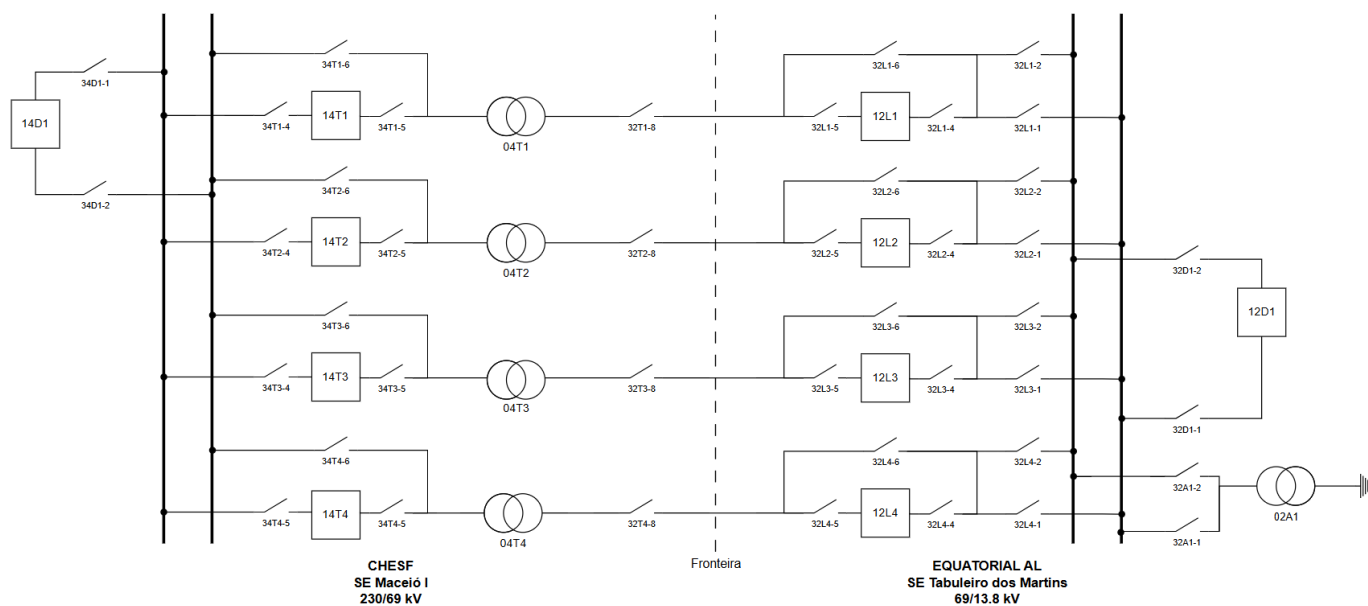 34T1-6
32L1-6
32L1-2
34D1-1
14D1
34T1-4
14T1
34T1-5
04T1
32T1-8
32L1-5
12L1
32L1-4
32L1-1
34D1-2
34T2-6
32L2-6
32L2-2
34T2-4
14T2
34T2-5
04T2
32T2-8
32L2-5
12L2
32L2-4
32L2-1
32D1-2
12D1
34T3-6
32L3-6
32L3-2
34T3-4
14T3
34T3-5
04T3
32T3-8
32L3-5
12L3
32L3-4
32L3-1
32D1-1
34T4-6
32L4-6
32L4-2
32A1-2
34T4-5
14T4
34T4-5
04T4
32T4-8
32L4-5
12L4
32L4-4
32L4-1
32A1-1
02A1
CHESF
SE Maceió I
230/69 kV
Fronteira
EQUATORIAL AL
SE Tabuleiro dos Martins
69/13.8 kV